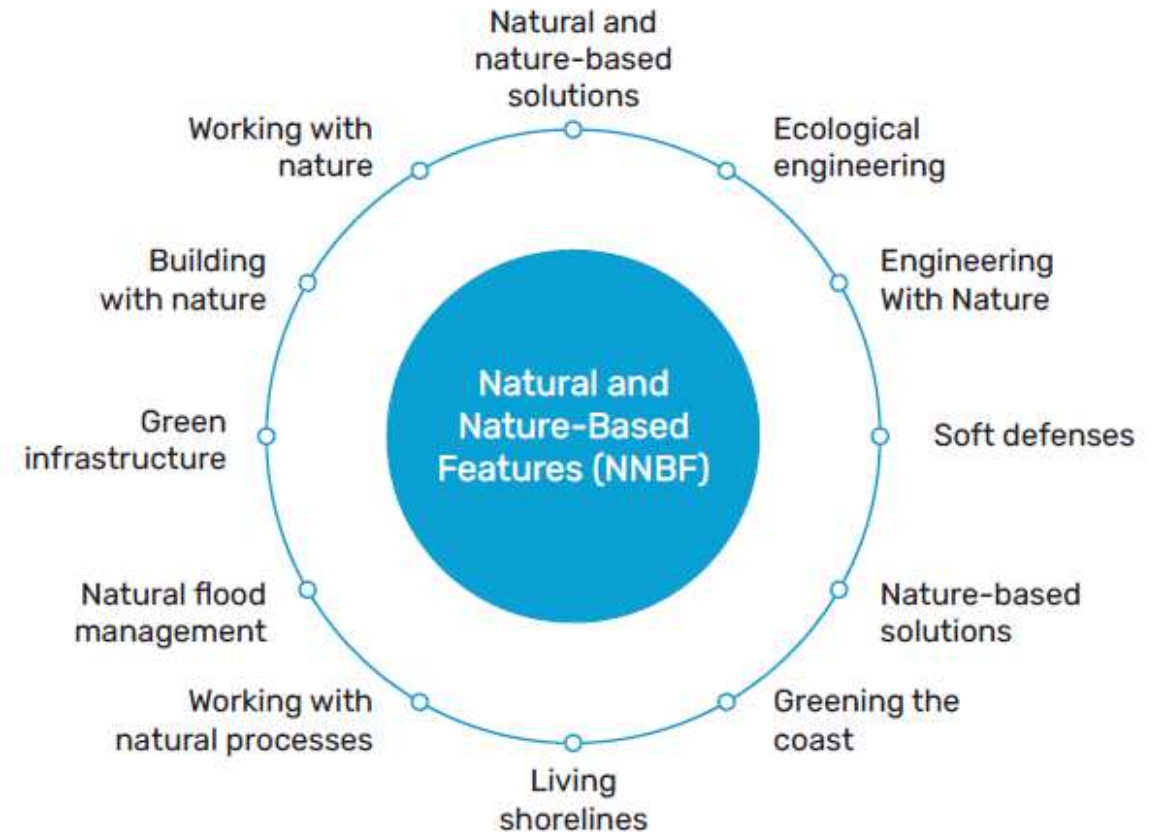 Natural and
nature-based
solutions
Ecological
engineering
Engineering
With Nature
Soft defenses
Nature-based
solutions
Greening the
coast
Living
shorelines
Working with
natural processes
Natural flood
management
Green
infrastructure
Building
with nature
Working with
nature
Natural and
Nature-Based
Features (NNBF)